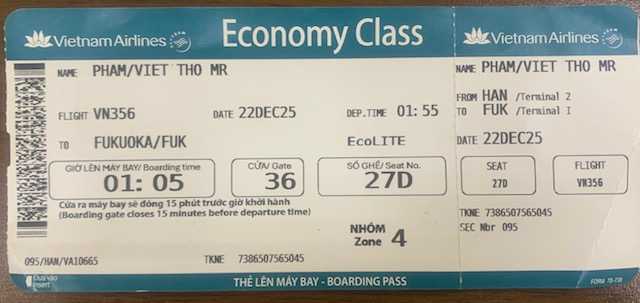 Vietnam Airlines
Economy Class
Vietnam Airlines
NAME PHAM/VIET THO MR
FLIGHT VN356 DATE 22DEC25 DEP.TIME 01:55
TO FUKUOKA/FUK EcoLITE
GIỜ LÊN MÁY BAY/ Boarding time
01:05
CỬA/ Gate
36
SỐ GHẾ/ Seat No.
27D
Cửa ra máy bay sẽ đóng 15 phút trước giờ khởi hành
(Boarding gate closes 15 minutes before departure time)
NHÓM
Zone 4
095/HAN/VA10665 TKNE 7386507565045
Đưa vào
Insert
THẺ LÊN MÁY BAY - BOARDING PASS
NAME PHAM/VIET THO MR
FROM HAN /Terminal 2
TO FUK /Terminal I
DATE 22DEC25
SEAT
27D
FLIGHT
VN356
TKNE 7386507565045
SEC Nbr 095